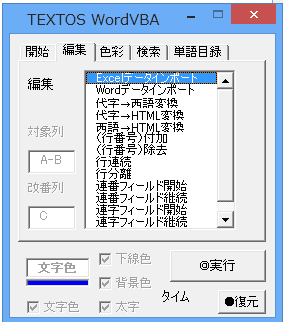 TEXTOS WordVBA
開始 編集 色彩 検索 単語目録
編集
対象列
A-B
改番列
C
Excelデータインポート
Wordデータインポート
代字→西語変換
代字→HTML変換
西語→HTML変換
(行番号)付加
(行番号)除去
行連続
行分離
連番フィールド開始
連番フィールド継続
連字フィールド開始
連字フィールド継続
文字色
下線色
背景色
文字色
太字
@実行
タイム
●復元